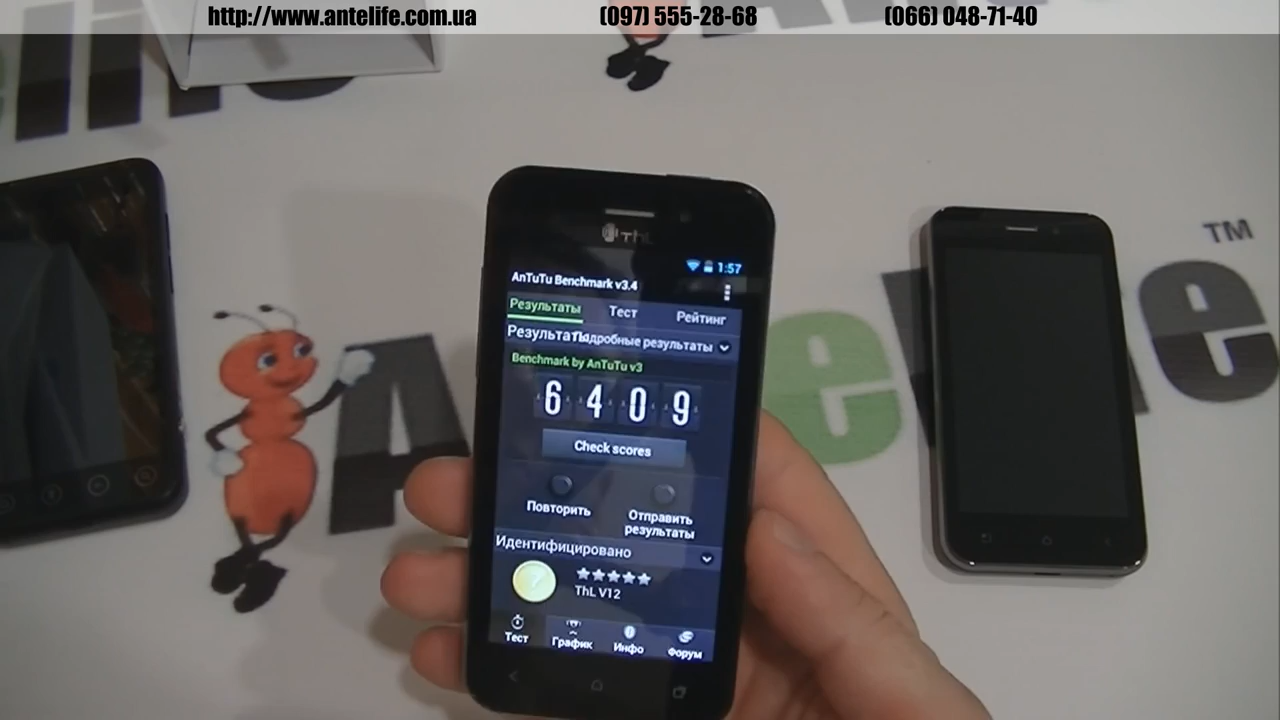 http://www.antelife.com.ua (097) 555-28-68 (066) 048-71-40
TM
ThL
1:57
AnTuTu Benchmark v3.4
Результаты Тест Рейтинг
Подробные результаты
Benchmark by AnTuTu v3
6409
Check scores
Повторить
Отправить
результаты
Идентифицировано
ThL V12
Тест График Инфо Форум